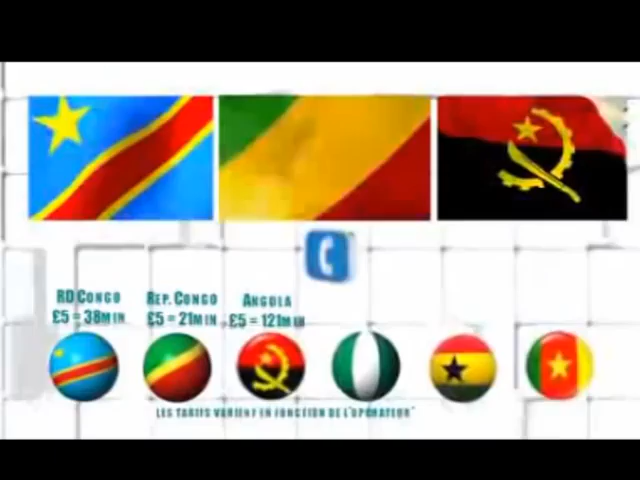 RD CONGO
£5 = 38MIN
REP. CONGO
£5 = 21MIN
ANGOLA
£5 = 121MIN
LES TARIFS VARIENT EN FONCTION DE L'OPERATEUR*